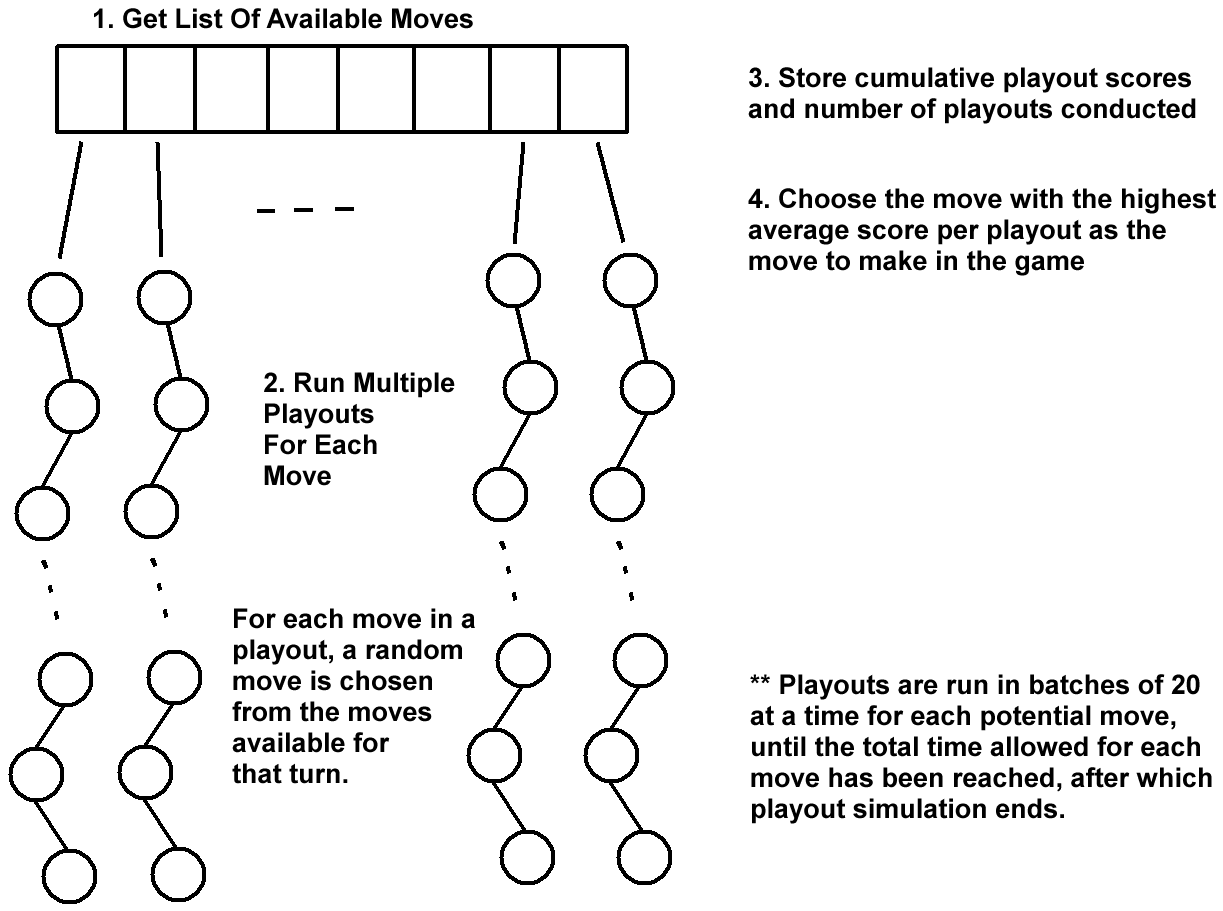 1. Get List Of Available Moves
3. Store cumulative playout scores
and number of playouts conducted
4. Choose the move with the highest
average score per playout as the
move to make in the game
2. Run Multiple
Playouts
For Each
Move
For each move in a
playout, a random
move is chosen
from the moves
available for
that turn.
** Playouts are run in batches of 20
at a time for each potential move,
until the total time allowed for each
move has been reached, after which
playout simulation ends.